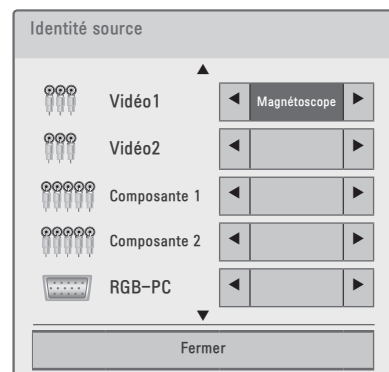 Identité source
Vidéo1
Magnétoscope
Vidéo2
Composante 1
Composante 2
RGB-PC
Fermer